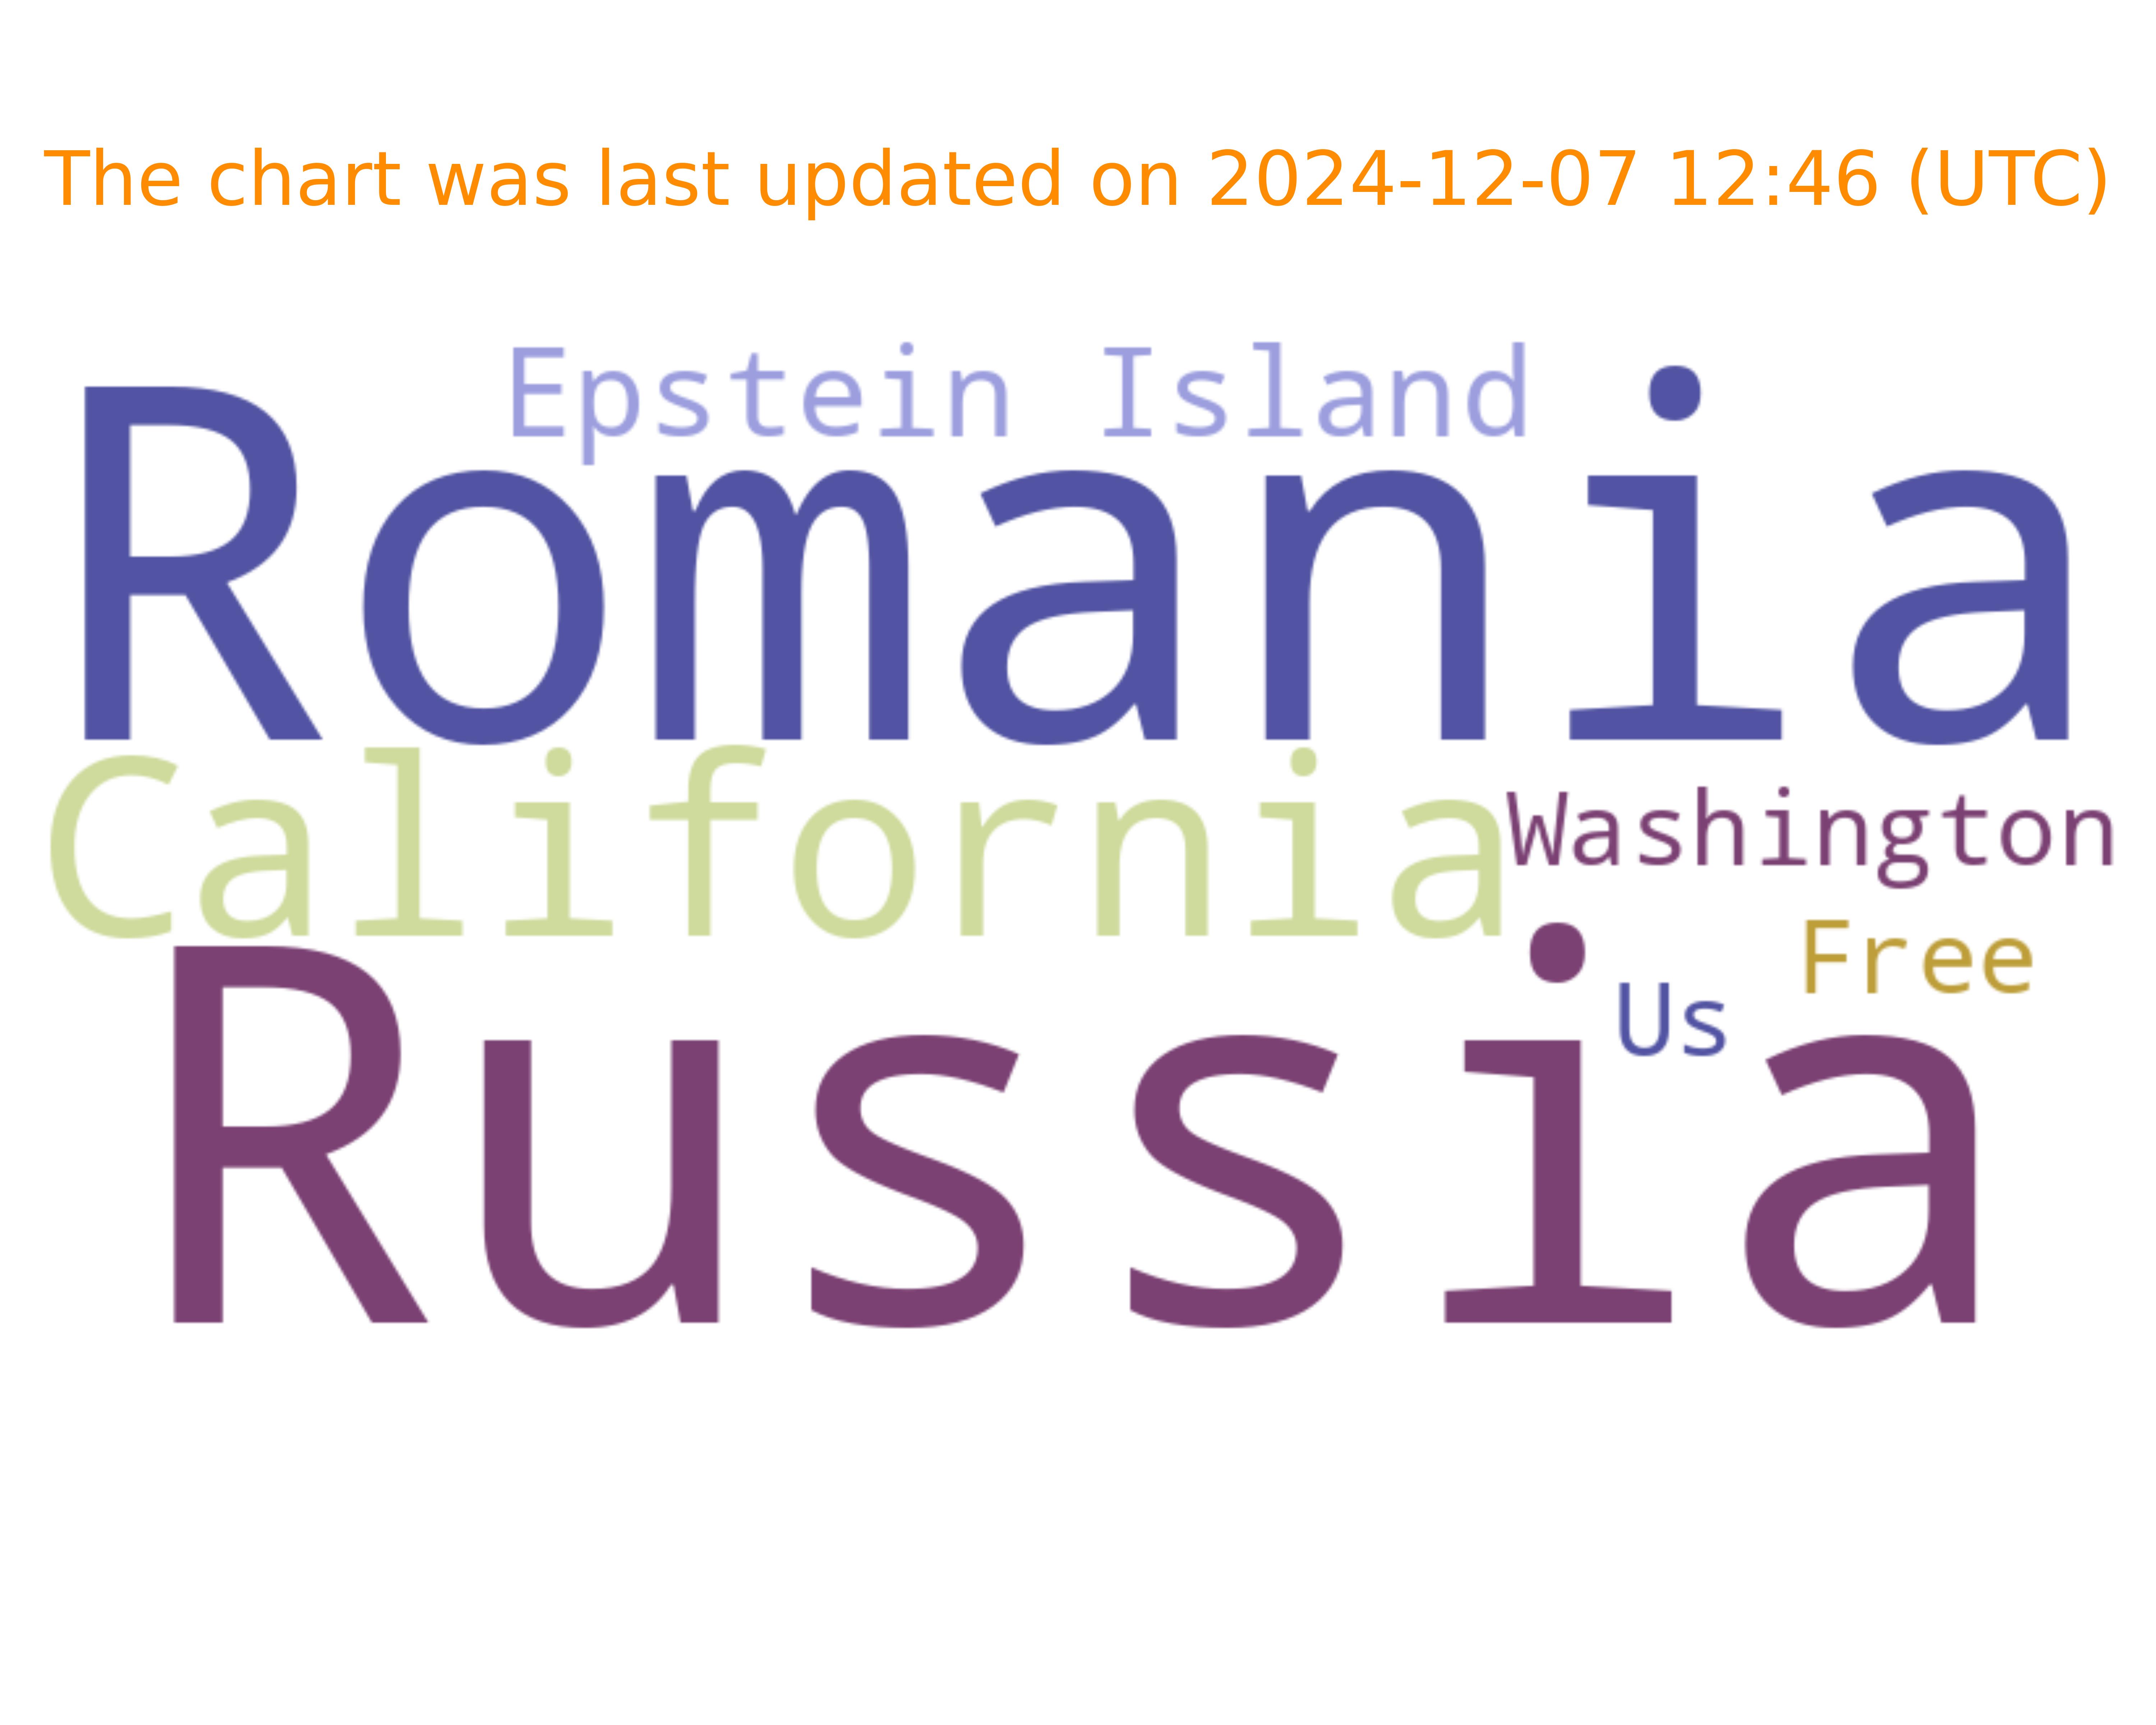 The chart was last updated on 2024-12-07 12:46 (UTC)
Epstein Island
Romania
California
Washington
Free
Us
Russia